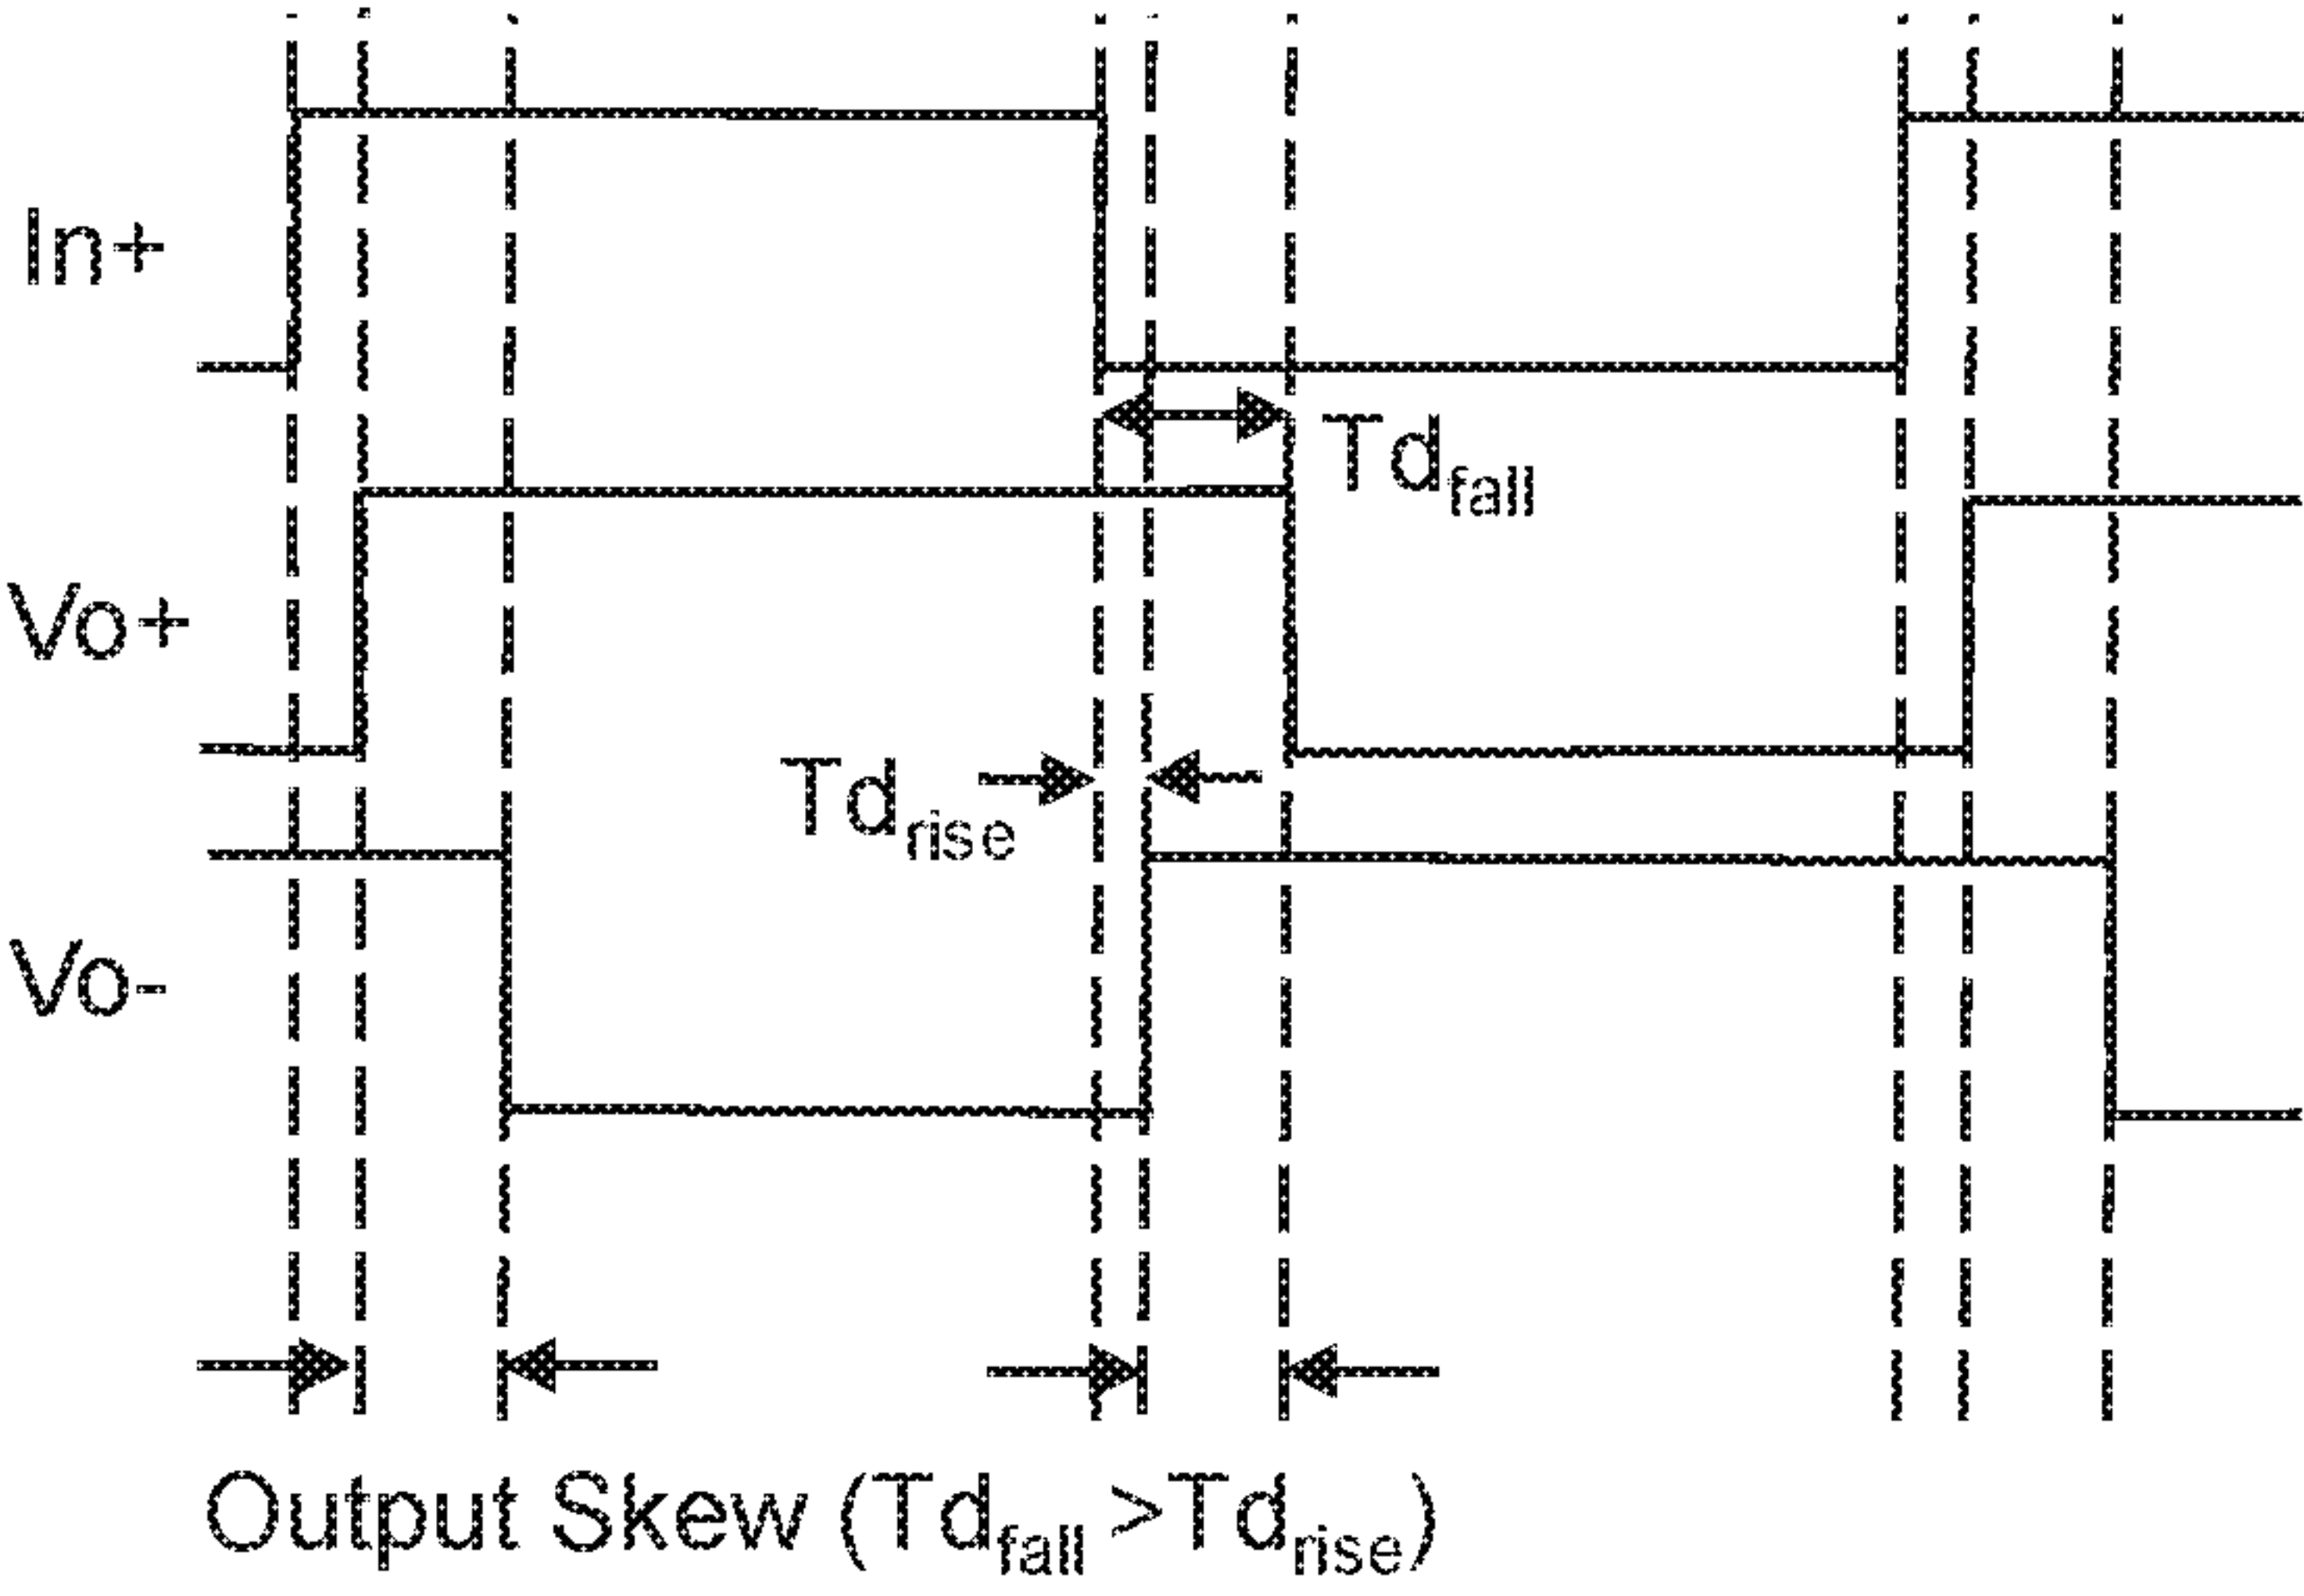 In+
Td_fall
Vo+
Td_rise
Vo-
Output Skew (Td_fall >Td_rise)